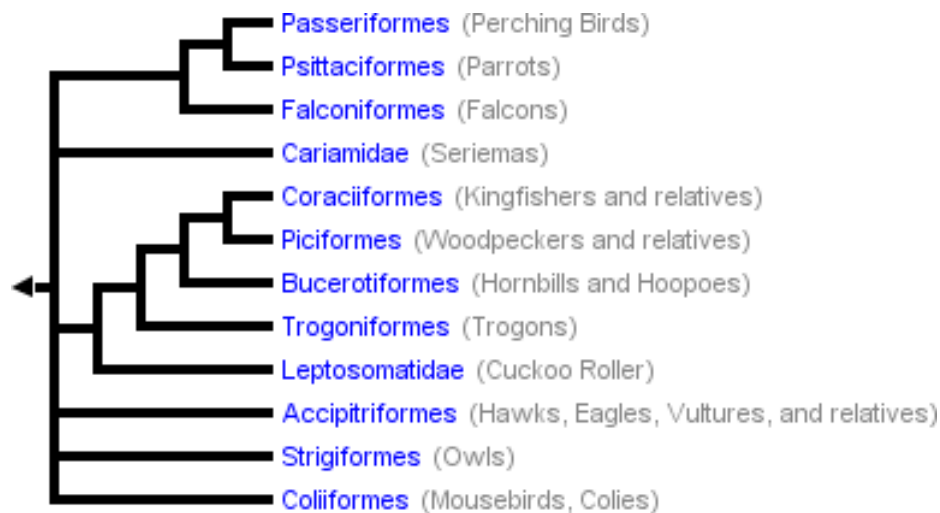 Passeriformes (Perching Birds)
Psittaciformes (Parrots)
Falconiformes (Falcons)
Cariamidae (Seriemas)
Coraciiformes (Kingfishers and relatives)
Piciformes (Woodpeckers and relatives)
Bucerotiformes (Hornbills and Hoopoes)
Trogoniformes (Trogons)
Leptosomatidae (Cuckoo Roller)
Accipitriformes (Hawks, Eagles, Vultures, and relatives)
Strigiformes (Owls)
Coliiformes (Mousebirds, Colies)